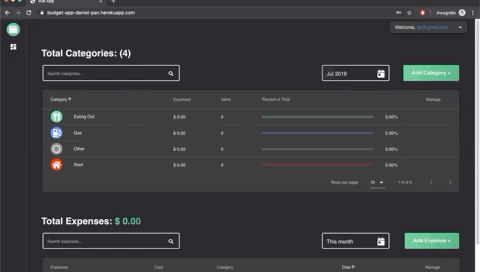 Vue App
budget-app-daniel-pan.herokuapp.com
Incognito
Welcome,
Total Categories: (4)
Search categories...
Jul 2019
Add Category +
Category Expenses Percent of Total Manage
Eating Out $ 0.00 0 0.00%
Gas $ 0.00 0 0.00%
Other $ 0.00 0 0.00%
Rent $ 0.00 0 0.00%
Rows per page: 10 1-4 of 4
Total Expenses: $ 0.00
Search expenses...
This month
Add Expense +
Expense Cost Category Date Manage